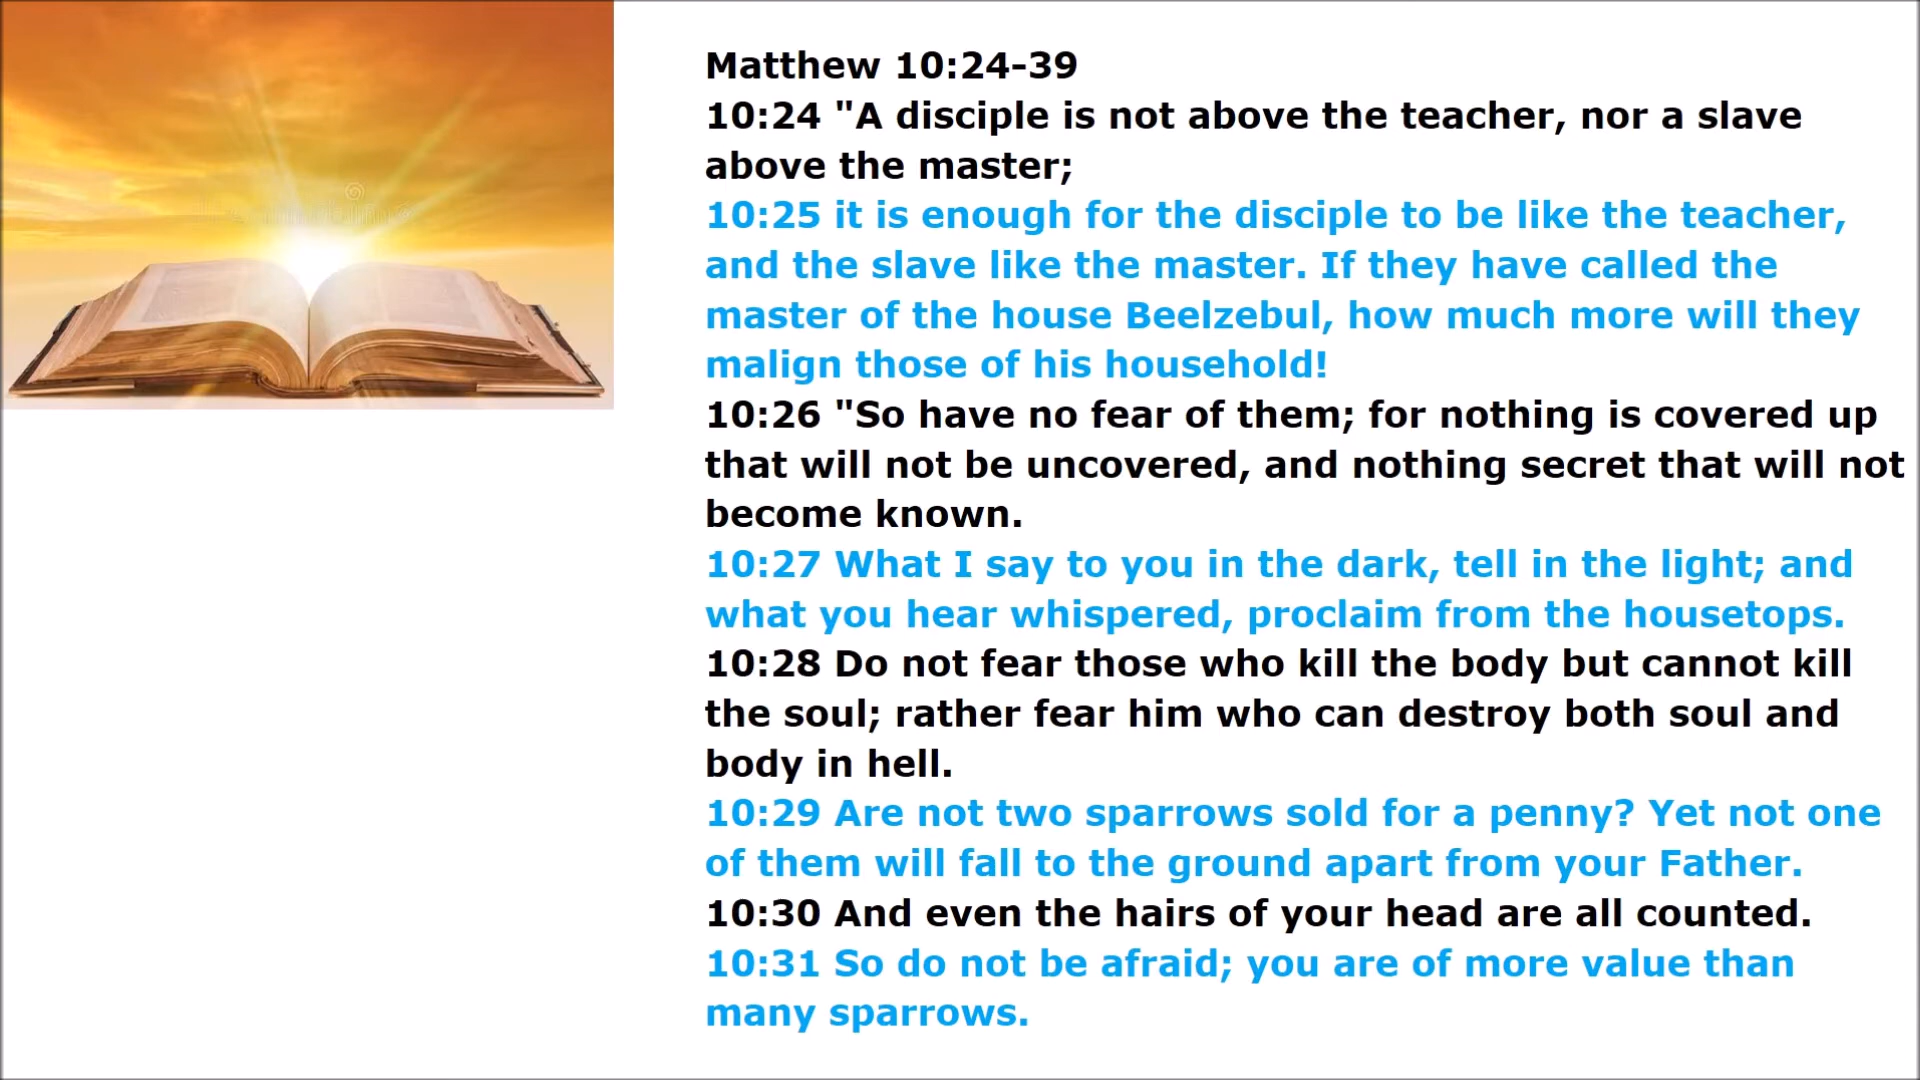 Matthew 10:24-39
10:24 "A disciple is not above the teacher, nor a slave
above the master;
10:25 it is enough for the disciple to be like the teacher,
and the slave like the master. If they have called the
master of the house Beelzebul, how much more will they
malign those of his household!
10:26 "So have no fear of them; for nothing is covered up
that will not be uncovered, and nothing secret that will not
become known.
10:27 What I say to you in the dark, tell in the light; and
what you hear whispered, proclaim from the housetops.
10:28 Do not fear those who kill the body but cannot kill
the soul; rather fear him who can destroy both soul and
body in hell.
10:29 Are not two sparrows sold for a penny? Yet not one
of them will fall to the ground apart from your Father.
10:30 And even the hairs of your head are all counted.
10:31 So do not be afraid; you are of more value than
many sparrows.